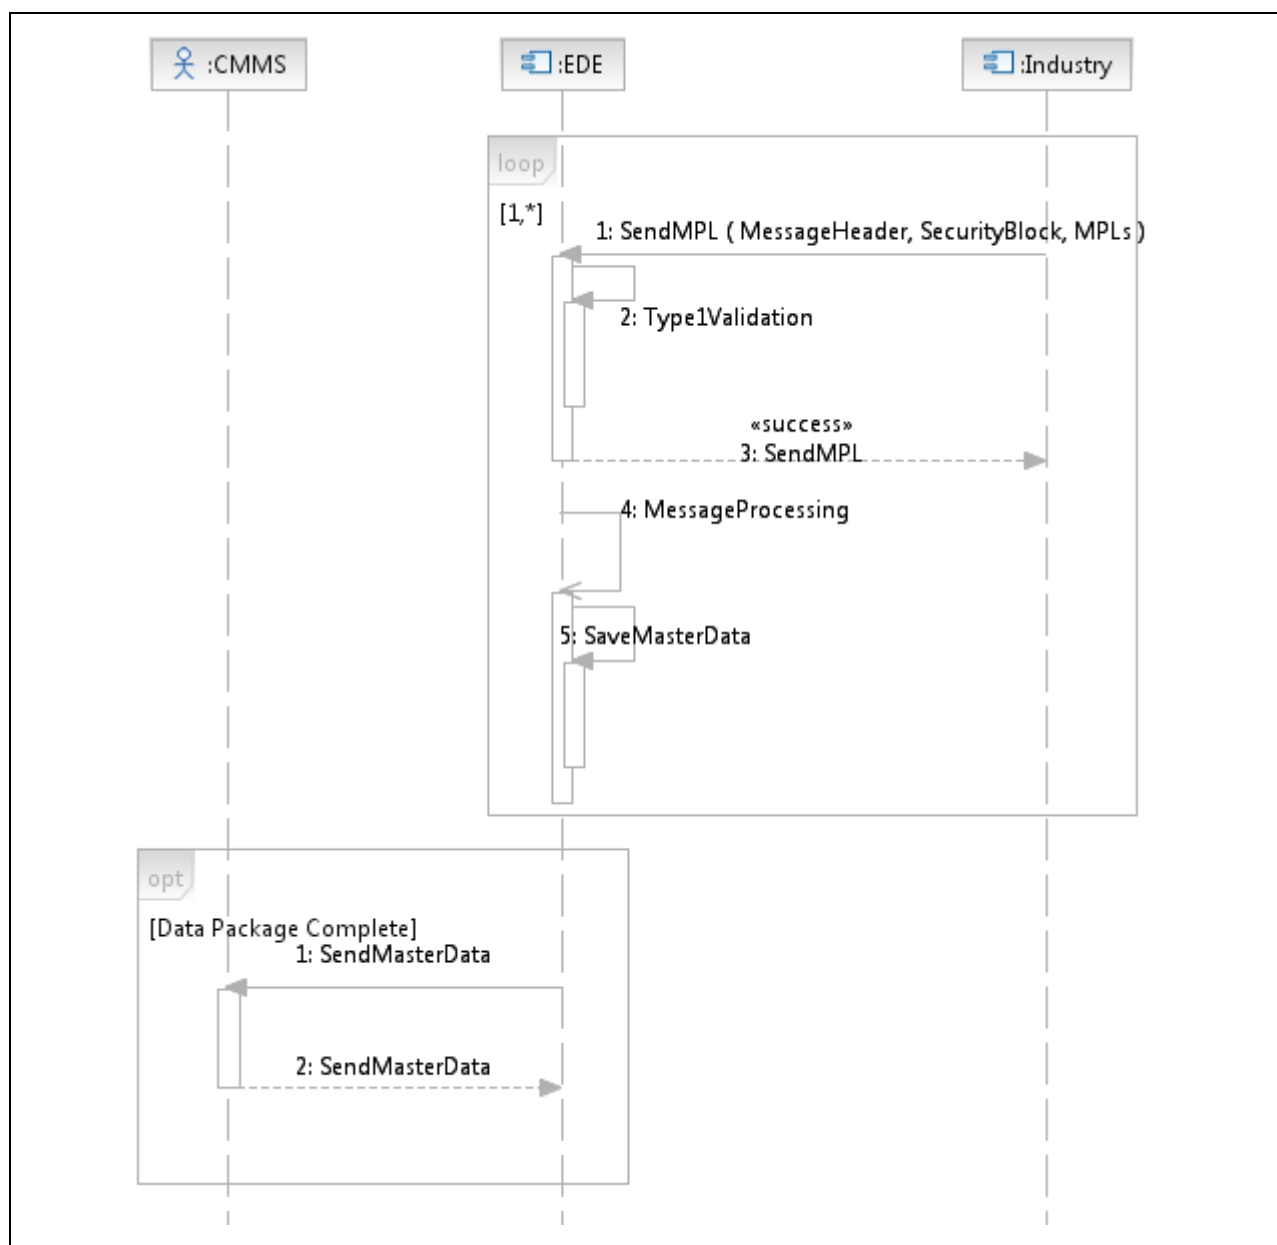 :CMMS
:EDE
:Industry
loop
[1,*]
1: SendMPL ( MessageHeader, SecurityBlock, MPLs )
2: Type1Validation
«success»
3: SendMPL
4: MessageProcessing
5: SaveMasterData
opt
[Data Package Complete]
1: SendMasterData
2: SendMasterData